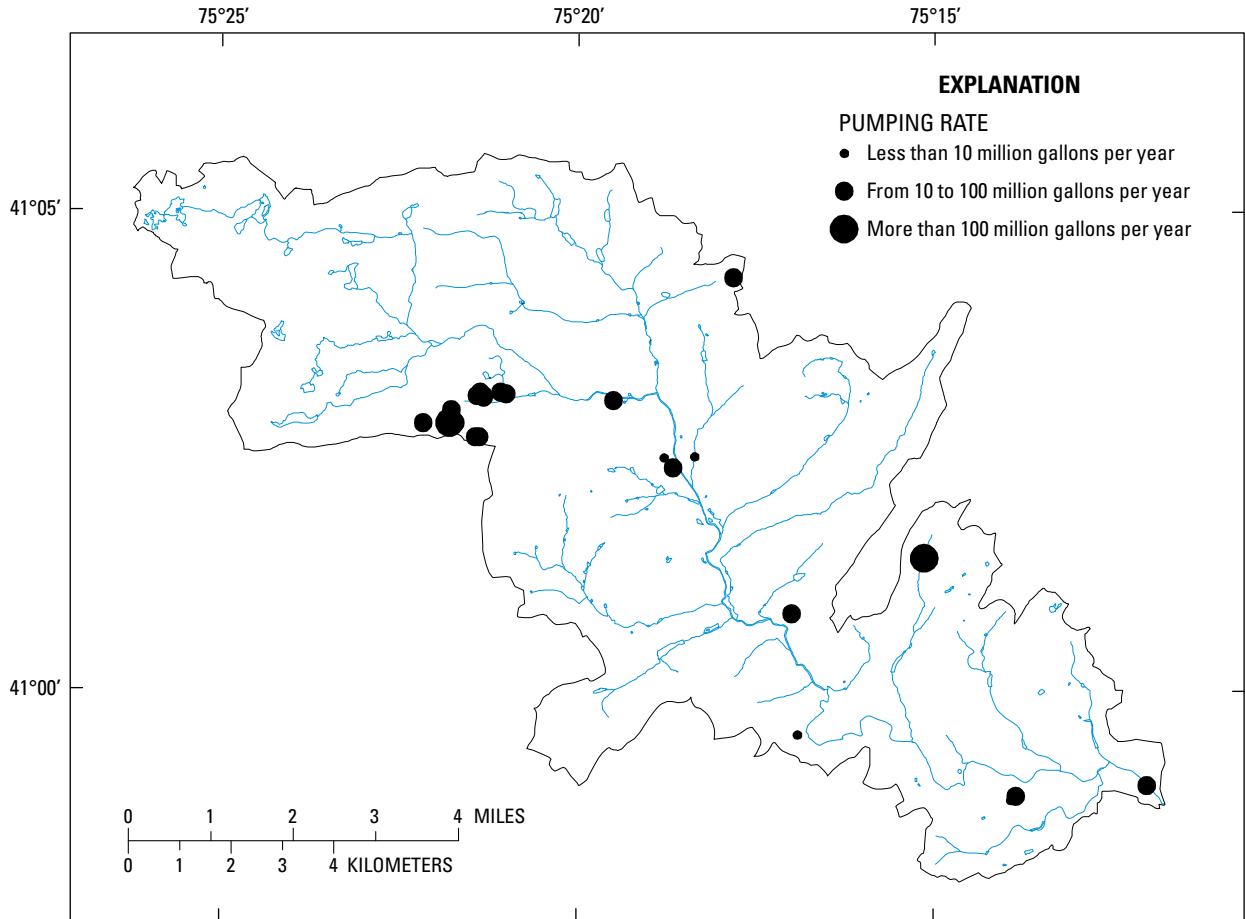 75°25′ 75°20′ 75°15′
EXPLANATION
PUMPING RATE
Less than 10 million gallons per year
From 10 to 100 million gallons per year
More than 100 million gallons per year
41°05′
41°00′
0 1 2 3 4 MILES
0 1 2 3 4 KILOMETERS